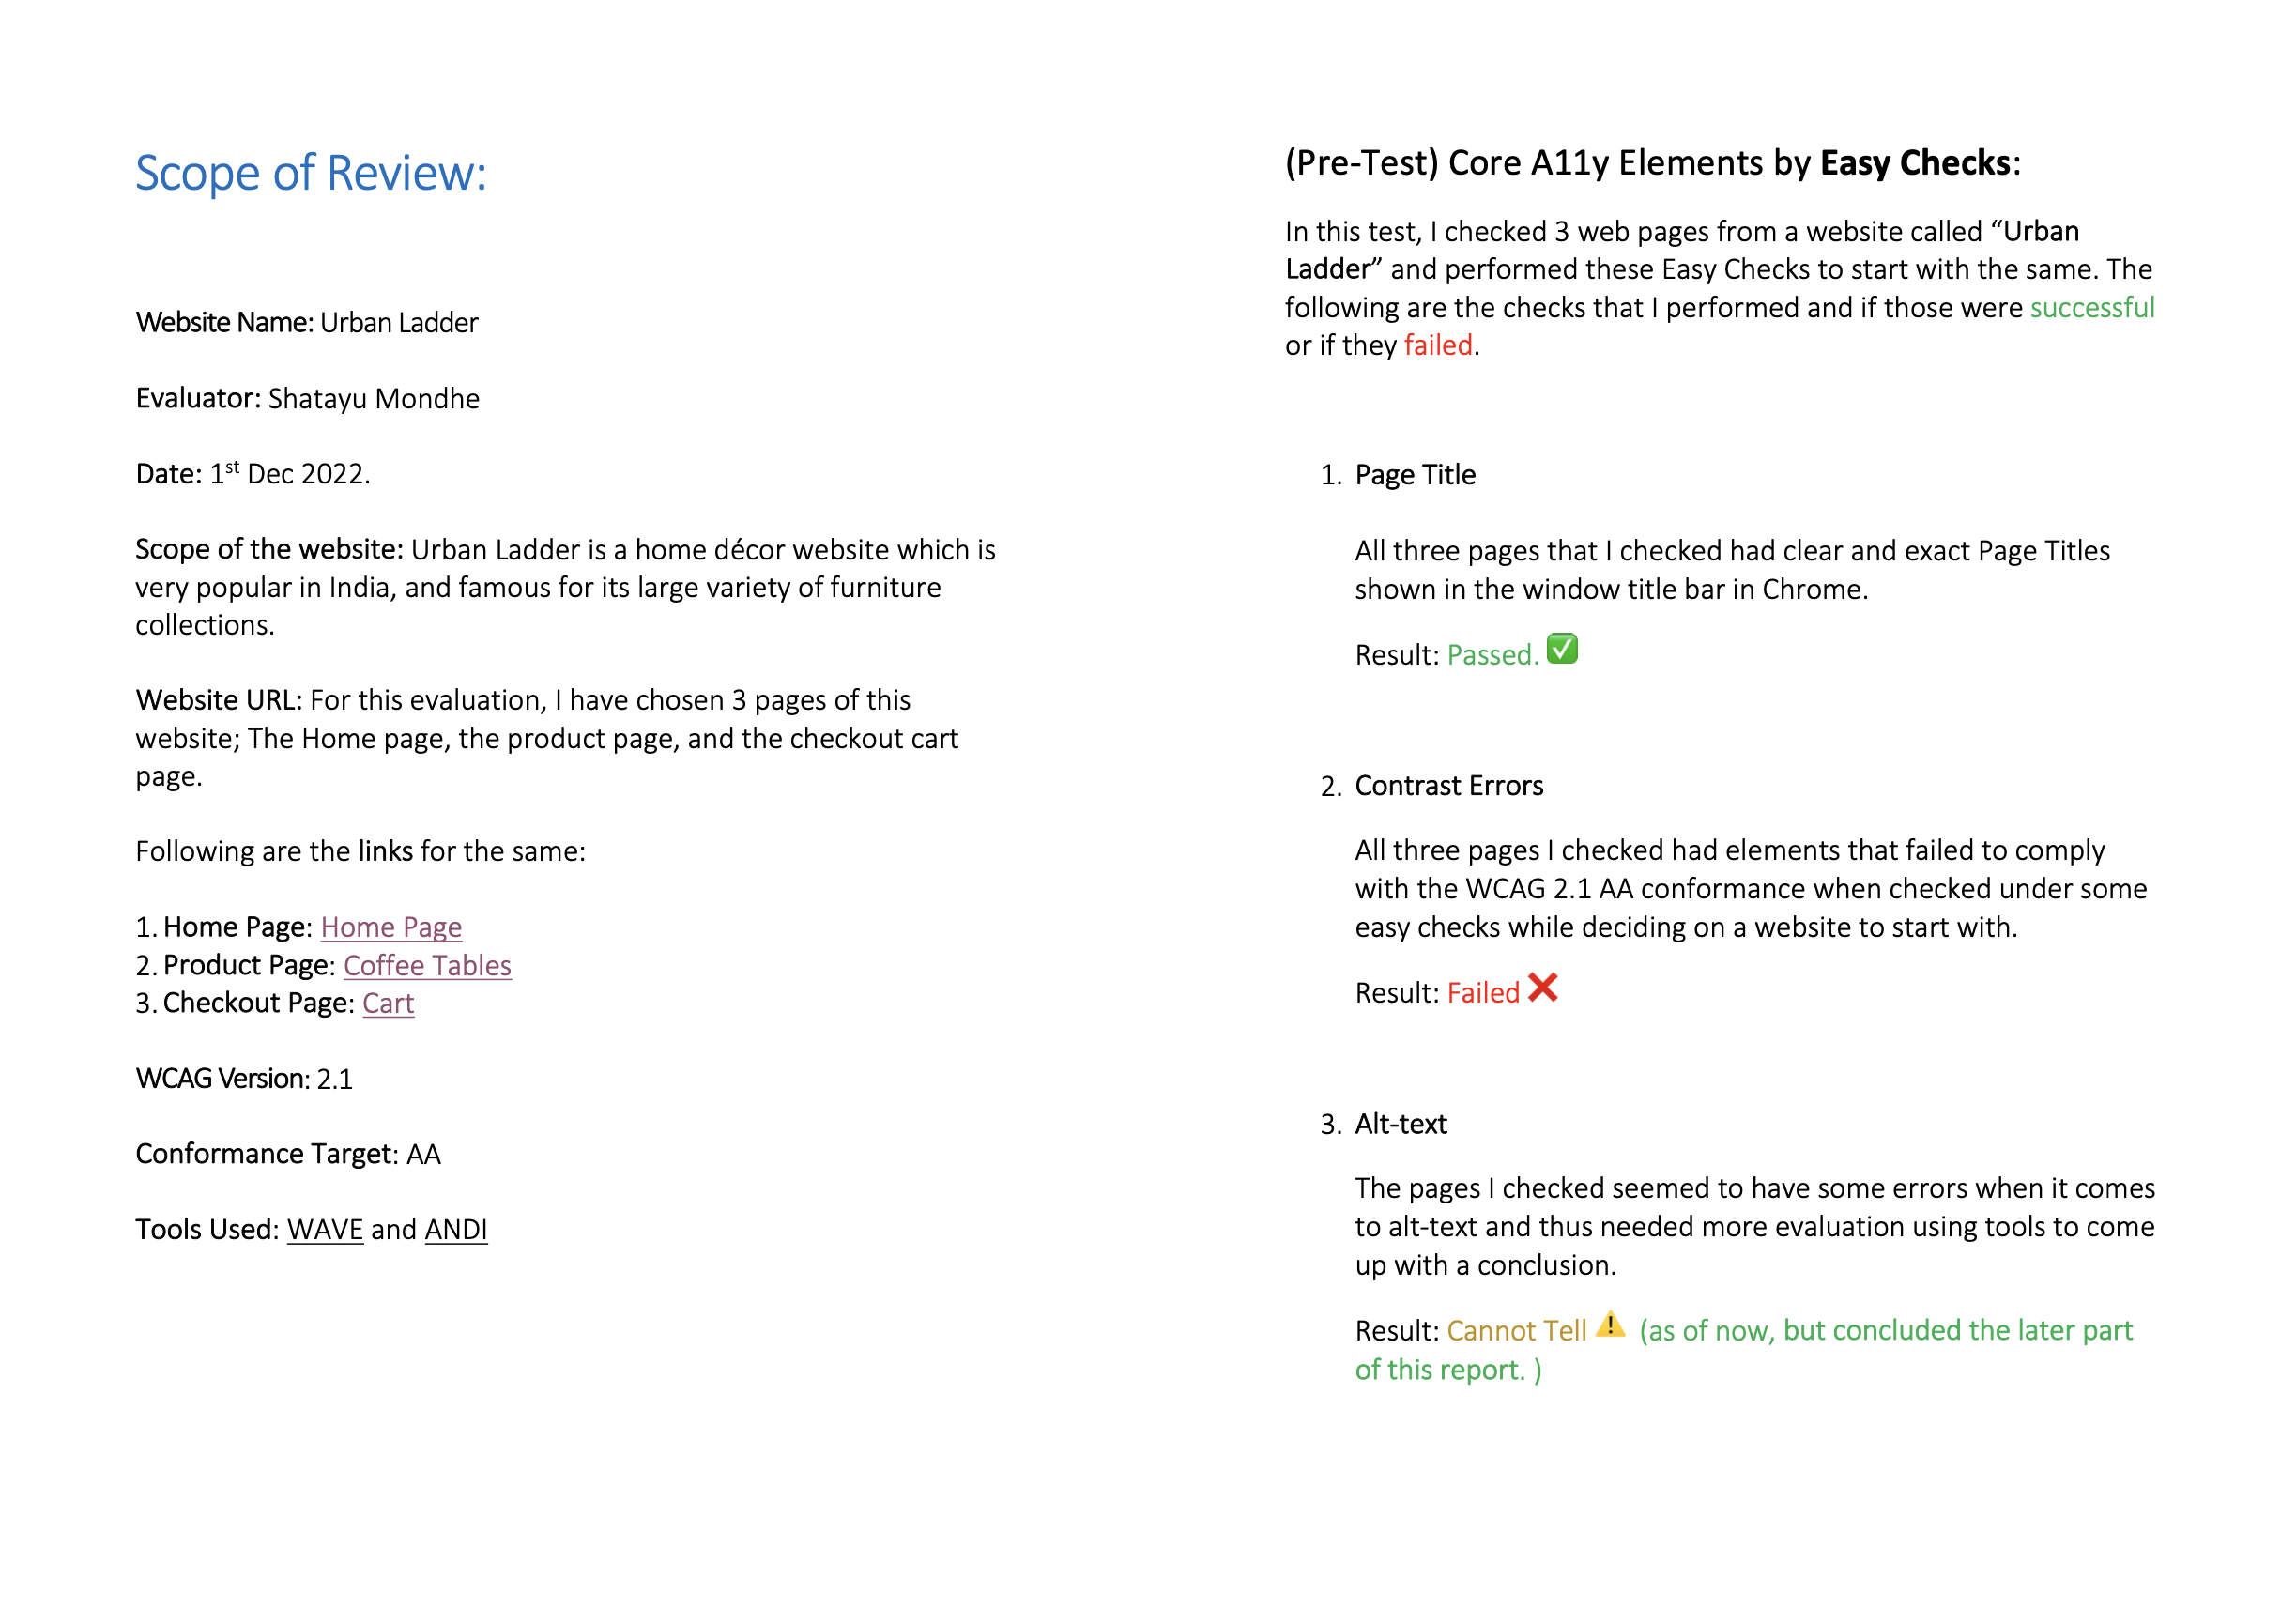 Scope of Review:
Website Name: Urban Ladder
Evaluator: Shatayu Mondhe
Date: 1st Dec 2022.
Scope of the website: Urban Ladder is a home décor website which is
very popular in India, and famous for its large variety of furniture
collections.
Website URL: For this evaluation, I have chosen 3 pages of this
website; The Home page, the product page, and the checkout cart
page.
Following are the links for the same:
1. Home Page: Home Page
2. Product Page: Coffee Tables
3. Checkout Page: Cart
WCAG Version: 2.1
Conformance Target: AA
Tools Used: WAVE and ANDI
(Pre-Test) Core A11y Elements by Easy Checks:
In this test, I checked 3 web pages from a website called “Urban
Ladder” and performed these Easy Checks to start with the same. The
following are the checks that I performed and if those were successful
or if they failed.
1. Page Title
All three pages that I checked had clear and exact Page Titles
shown in the window title bar in Chrome.
Result: Passed. ✅
2. Contrast Errors
All three pages I checked had elements that failed to comply
with the WCAG 2.1 AA conformance when checked under some
easy checks while deciding on a website to start with.
Result: Failed ❌
3. Alt-text
The pages I checked seemed to have some errors when it comes
to alt-text and thus needed more evaluation using tools to come
up with a conclusion.
Result: Cannot Tell ⚠️ (as of now, but concluded the later part
of this report. )